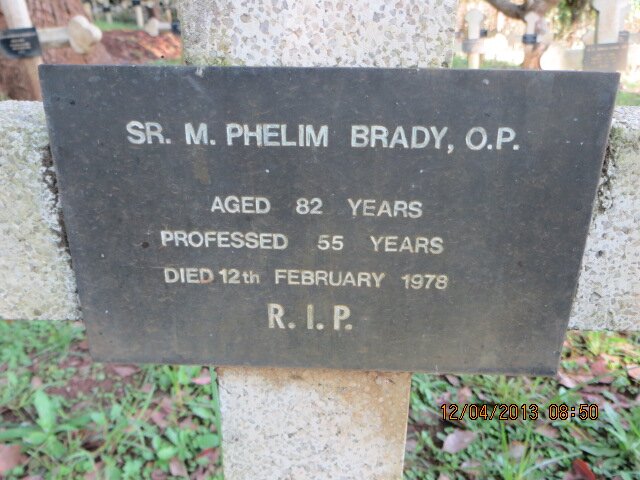 SR. M. PHELIM BRADY, O.P.
AGED 82 YEARS
PROFESSED 55 YEARS
DIED 12th FEBRUARY 1978
R.I.P.
12/04/2013 08:50